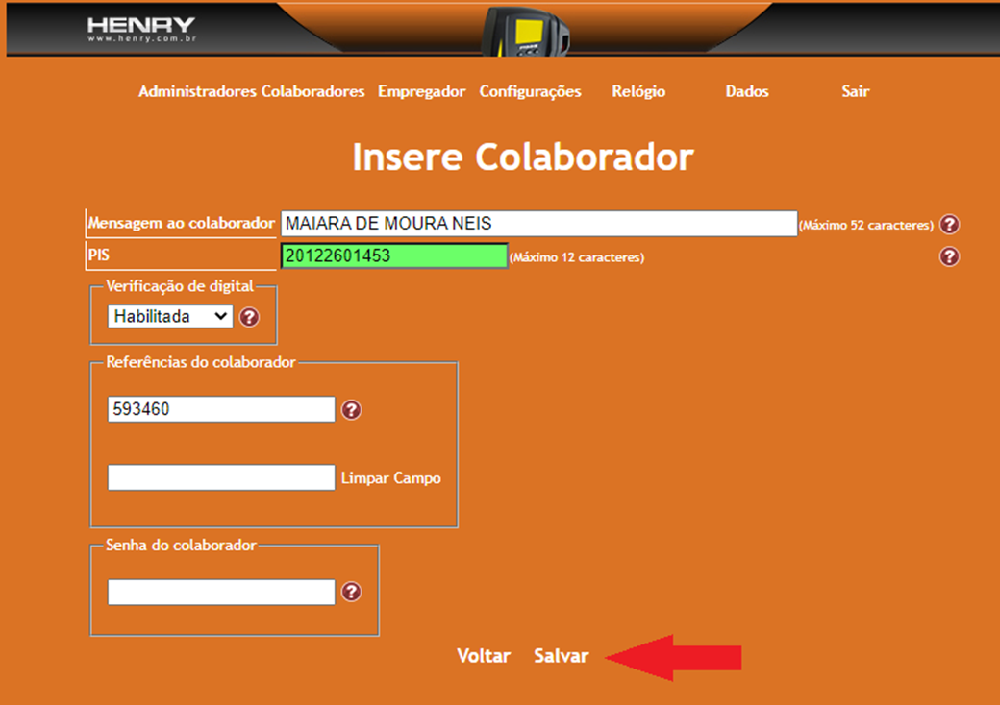 HENRY
www.henry.com.br
Administradores Colaboradores Empregador Configurações Relógio Dados Sair
Insere Colaborador
Mensagem ao colaborador MAIARA DE MOURA NEIS (Máximo 52 caracteres) ?
PIS 20122601453 (Máximo 12 caracteres) ?
Verificação de digital
Habilitada ?
Referências do colaborador
593460 ?
Limpar Campo
Senha do colaborador
?
Voltar Salvar